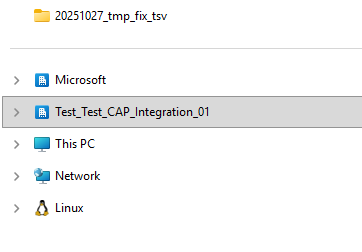 20251027_tmp_fix_tsv
Microsoft
Test_Test_CAP_Integration_01
This PC
Network
Linux